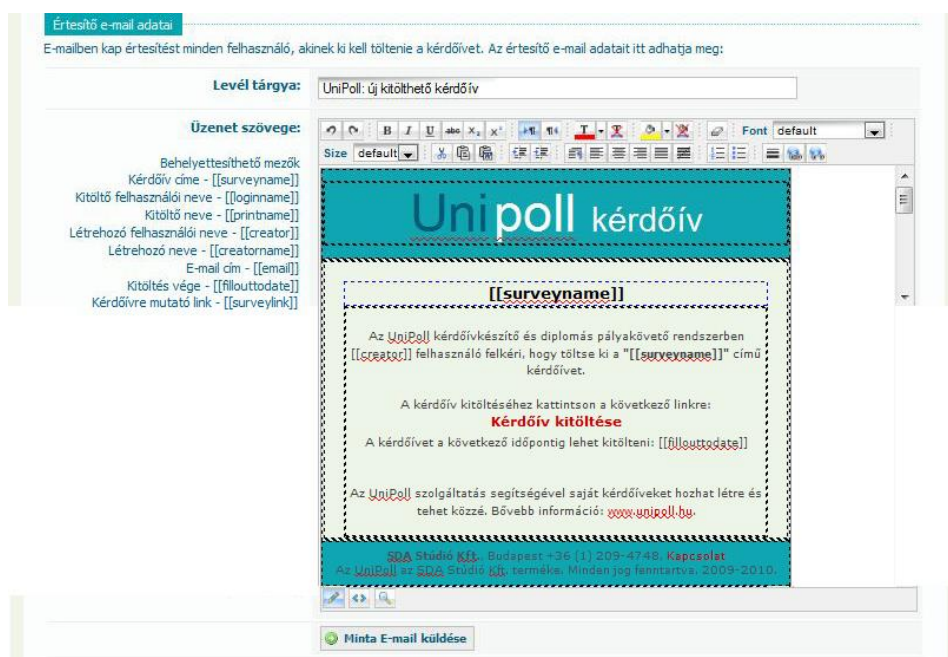 Értesítő e-mail adatai
E-mailben kap értesítést minden felhasználó, akinek ki kell töltenie a kérdőívet. Az értesítő e-mail adatait itt adhatja meg:
Levél tárgya:
UniPoll: új kitölthető kérdőív
Üzenet szövege:
Behelyettesíthető mezők
Kérdőív címe - [[surveyname]]
Kitöltő felhasználói neve - [[loginname]]
Kitöltő neve - [[printname]]
Létrehozó felhasználói neve - [[creator]]
Létrehozó neve - [[creatorname]]
E-mail cím - [[email]]
Kitöltés vége - [[fillouttodate]]
Kérdőívre mutató link - [[surveylink]]
B I U abc X₂ X² T T Font default
Size default
Unipoll kérdőív
[[surveyname]]
Az UniPoll kérdőívkészítő és diplomás pályakövető rendszerben
[[creator]] felhasználó felkéri, hogy töltse ki a "[[surveyname]]" című
kérdőívet.
A kérdőív kitöltéséhez kattintson a következő linkre:
Kérdőív kitöltése
A kérdőívet a következő időpontig lehet kitölteni: [[fillouttodate]]
Az UniPoll szolgáltatás segítségével saját kérdőíveket hozhat létre és
tehet közzé. Bővebb információ: www.unipoll.hu.
SDA Stúdió Kft., Budapest +36 (1) 209-4748, Kapcsolat
Az UniPoll az SDA Stúdió Kft. terméke. Minden jog fenntartva. 2009-2010.
Minta E-mail küldése